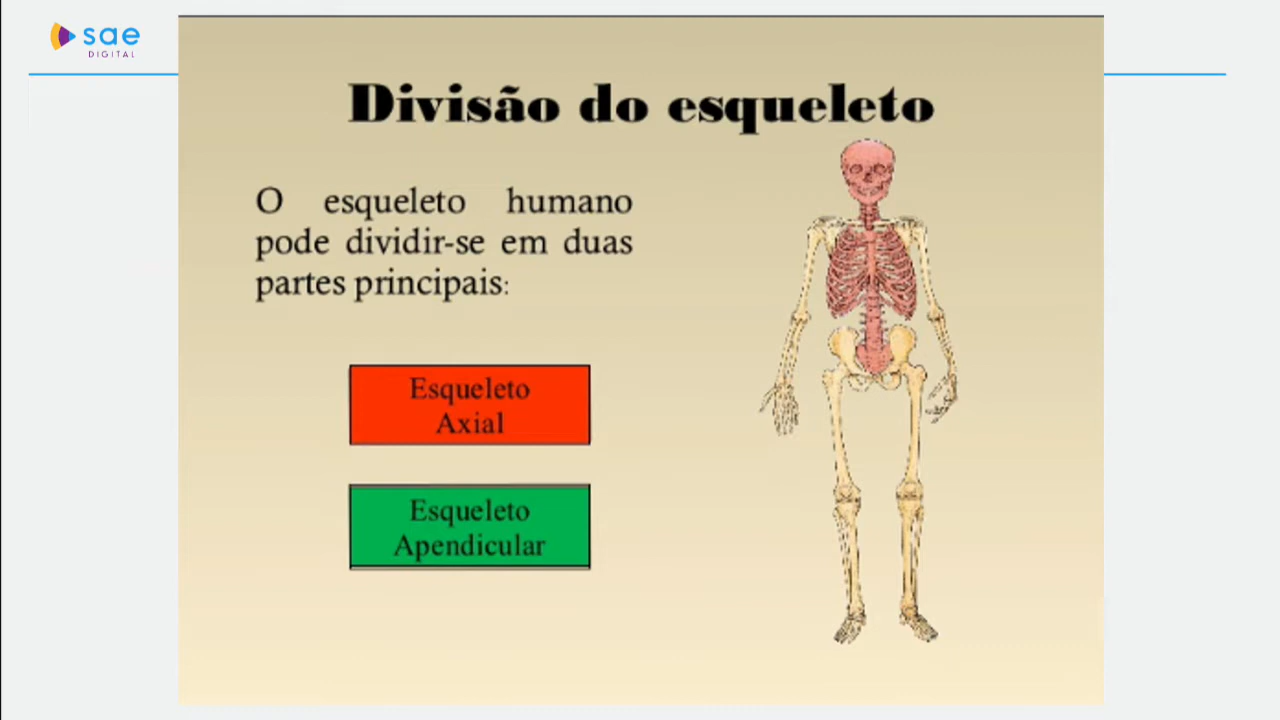 sae
DIGITAL
Divisão do esqueleto
O esqueleto humano
pode dividir-se em duas
partes principais:
Esqueleto
Axial
Esqueleto
Apendicular